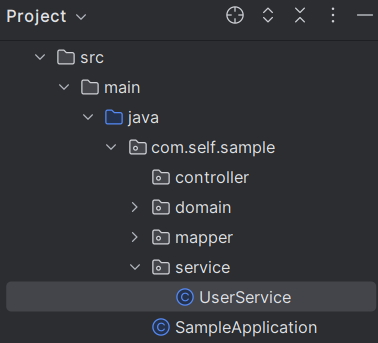 Project
src
main
java
com.self.sample
controller
domain
mapper
service
UserService
SampleApplication